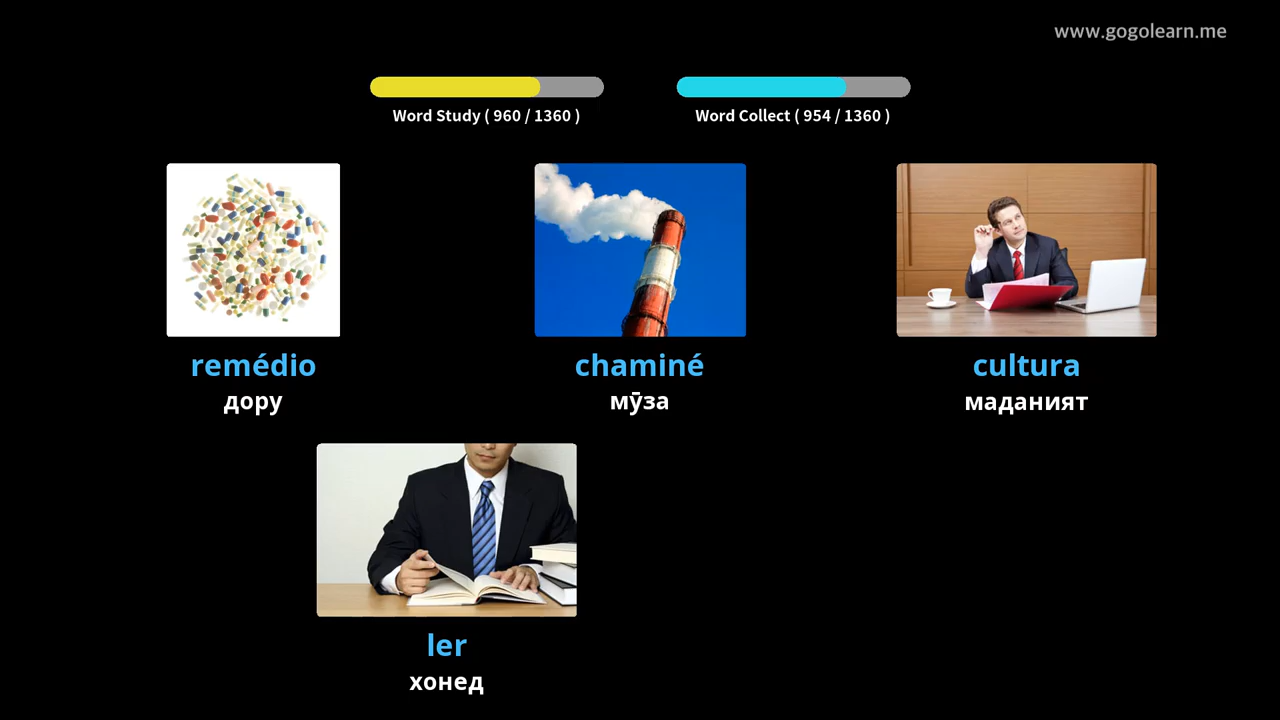 www.gogolearn.me
Word Study ( 960 / 1360 )
Word Collect ( 954 / 1360 )
remédio
дору
chaminé
мӯза
cultura
маданият
ler
хонед